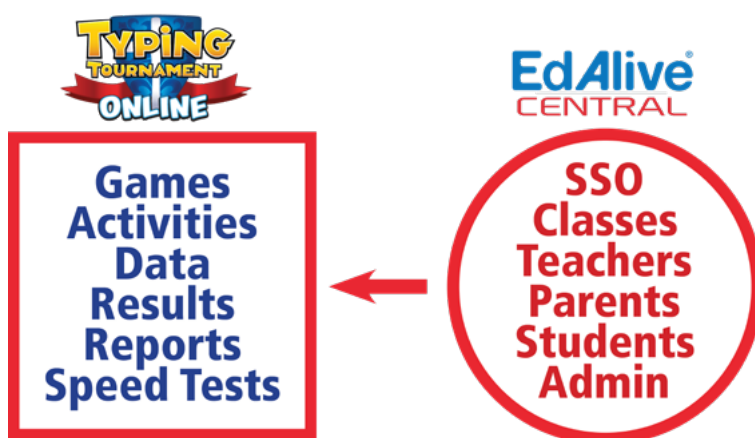 TYPING
TOURNAMENT
ONLINE
Games
Activities
Data
Results
Reports
Speed Tests
EdAlive®
CENTRAL
SSO
Classes
Teachers
Parents
Students
Admin